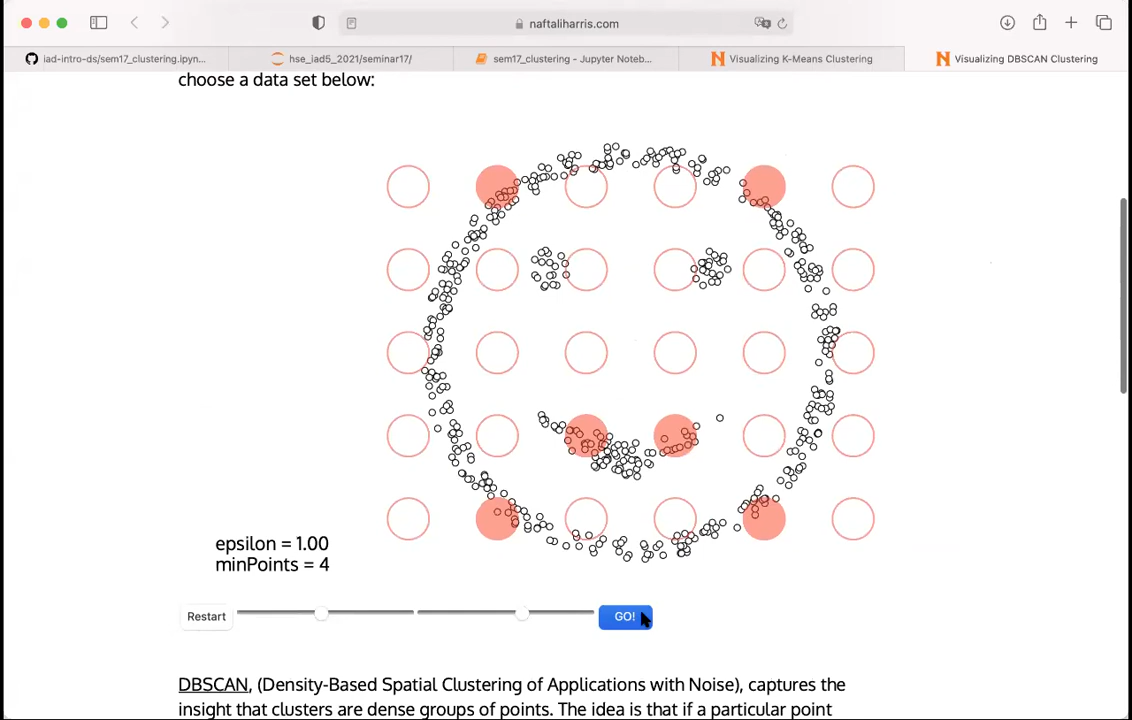 naftaliharris.com
iad-intro-ds/sem17_clustering.ipyn...
hse_iad5_2021/seminar17/
sem17_clustering - Jupyter Noteb...
Visualizing K-Means Clustering
Visualizing DBSCAN Clustering
choose a data set below:
epsilon = 1.00
minPoints = 4
Restart
GO!
DBSCAN, (Density-Based Spatial Clustering of Applications with Noise), captures the
insight that clusters are dense groups of points. The idea is that if a particular point